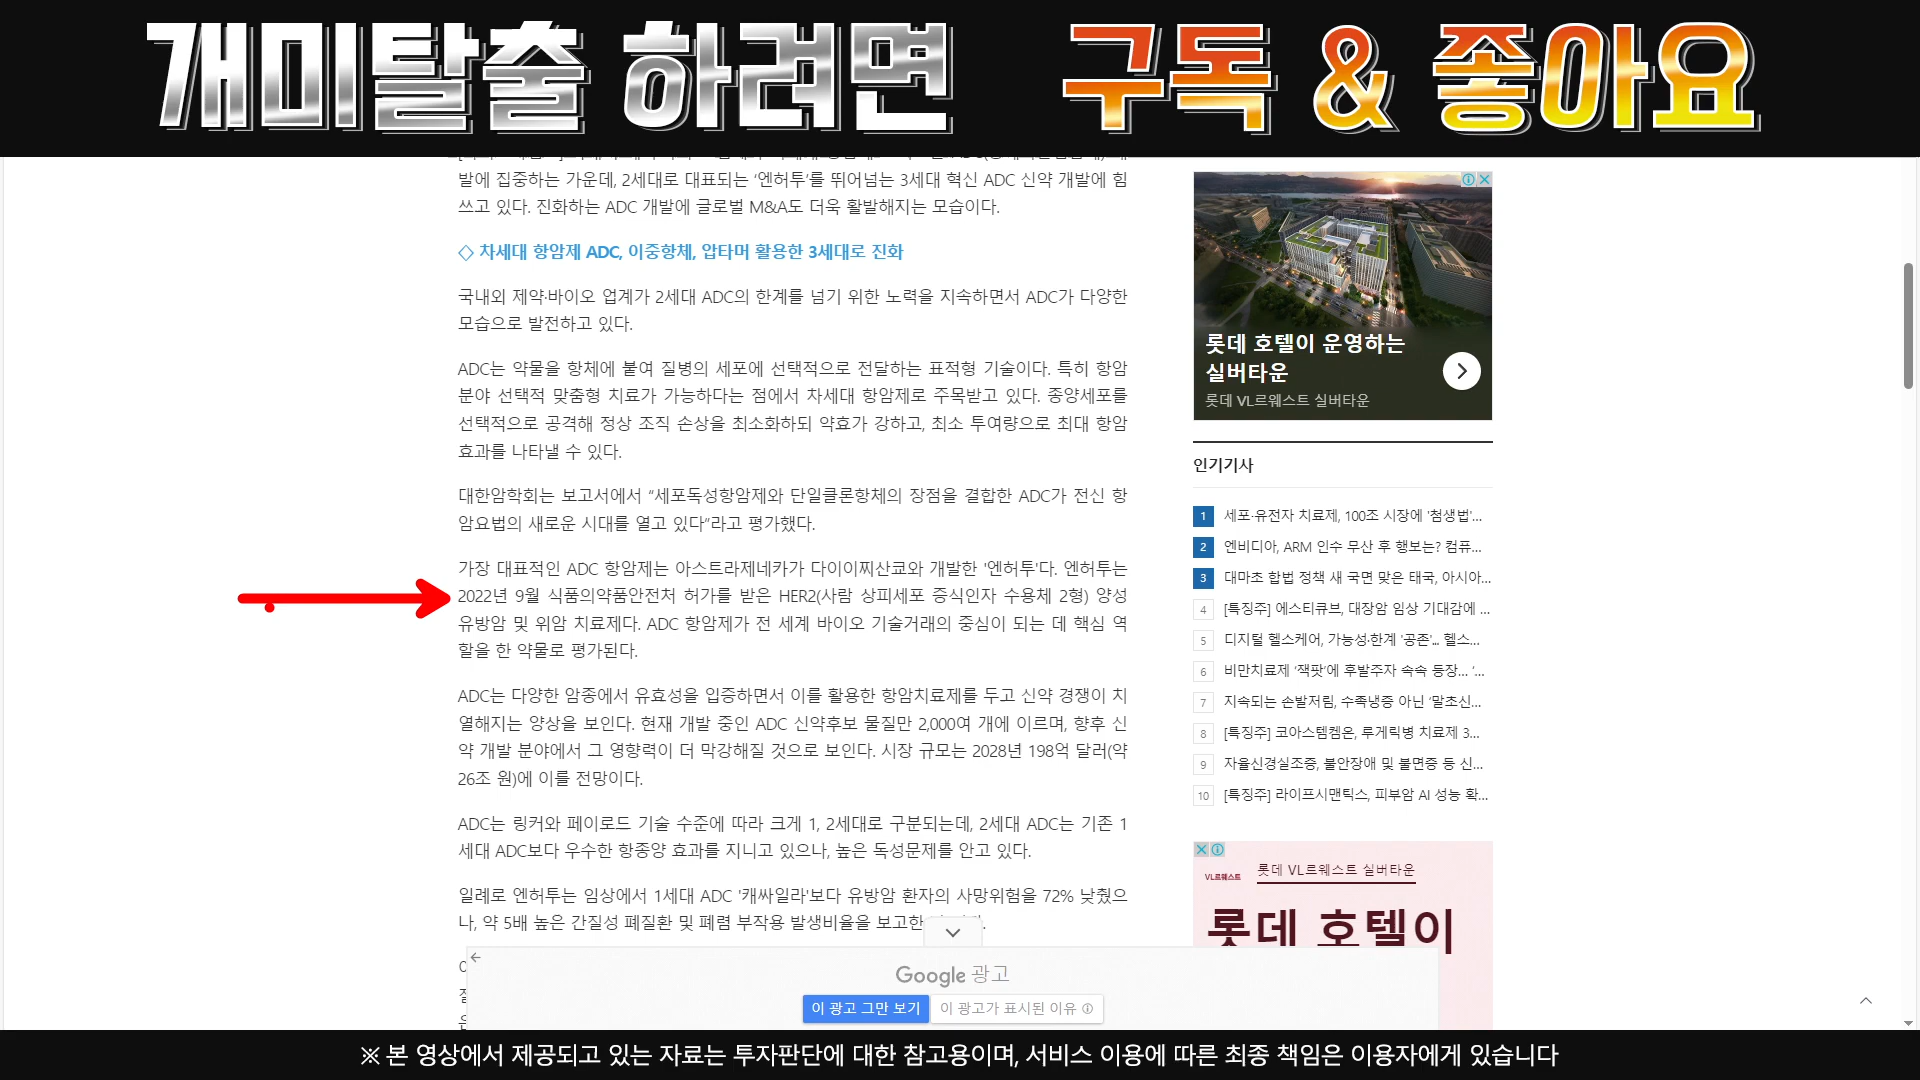 개미탈출 하려면 구독 & 좋아요
발에 집중하는 가운데, 2세대로 대표되는 ‘엔허투’를 뛰어넘는 3세대 혁신 ADC 신약 개발에 힘
쓰고 있다. 진화하는 ADC 개발에 글로벌 M&A도 더욱 활발해지는 모습이다.
◇ 차세대 항암제 ADC, 이중항체, 압타머 활용한 3세대로 진화
국내외 제약·바이오 업계가 2세대 ADC의 한계를 넘기 위한 노력을 지속하면서 ADC가 다양한
모습으로 발전하고 있다.
ADC는 약물을 항체에 붙여 질병의 세포에 선택적으로 전달하는 표적형 기술이다. 특히 항암
분야 선택적 맞춤형 치료가 가능하다는 점에서 차세대 항암제로 주목받고 있다. 종양세포를
선택적으로 공격해 정상 조직 손상을 최소화하되 약효가 강하고, 최소 투여량으로 최대 항암
효과를 나타낼 수 있다.
대한암학회는 보고서에서 “세포독성항암제와 단일클론항체의 장점을 결합한 ADC가 전신 항
암요법의 새로운 시대를 열고 있다”라고 평가했다.
가장 대표적인 ADC 항암제는 아스트라제네카가 다이이찌산쿄와 개발한 '엔허투'다. 엔허투는
2022년 9월 식품의약품안전처 허가를 받은 HER2(사람 상피세포 증식인자 수용체 2형) 양성
유방암 및 위암 치료제다. ADC 항암제가 전 세계 바이오 기술거래의 중심이 되는 데 핵심 역
할을 한 약물로 평가된다.
ADC는 다양한 암종에서 유효성을 입증하면서 이를 활용한 항암치료제를 두고 신약 경쟁이 치
열해지는 양상을 보인다. 현재 개발 중인 ADC 신약후보 물질만 2,000여 개에 이르며, 향후 신
약 개발 분야에서 그 영향력이 더 막강해질 것으로 보인다. 시장 규모는 2028년 198억 달러(약
26조 원)에 이를 전망이다.
ADC는 링커와 페이로드 기술 수준에 따라 크게 1, 2세대로 구분되는데, 2세대 ADC는 기존 1
세대 ADC보다 우수한 항종양 효과를 지니고 있으나, 높은 독성문제를 안고 있다.
일례로 엔허투는 임상에서 1세대 ADC '캐싸일라'보다 유방암 환자의 사망위험을 72% 낮췄으
나, 약 5배 높은 간질성 폐질환 및 폐렴 부작용 발생비율을 보고한
Google 광고
이 광고 그만 보기
이 광고가 표시된 이유
롯데 호텔이 운영하는
실버타운
롯데 VL르웨스트 실버타운
인기기사
1 세포·유전자 치료제, 100조 시장에 '첨생법'...
2 엔비디아, ARM 인수 무산 후 행보는? 컴퓨...
3 대마초 합법 정책 새 국면 맞은 태국, 아시아...
4 [특징주] 에스티큐브, 대장암 임상 기대감에 ...
5 디지털 헬스케어, 가능성·한계 '공존'... 헬스...
6 비만치료제 ‘잭팟’에 후발주자 속속 등장... ‘...
7 지속되는 손발저림, 수족냉증 아닌 ‘말초신...
8 [특징주] 코아스템켐온, 루게릭병 치료제 3...
9 자율신경실조증, 불안장애 및 불면증 등 신...
10 [특징주] 라이프시맨틱스, 피부암 AI 성능 확...
VL르웨스트
롯데 VL르웨스트 실버타운
롯데 호텔이
※ 본 영상에서 제공되고 있는 자료는 투자판단에 대한 참고용이며, 서비스 이용에 따른 최종 책임은 이용자에게 있습니다